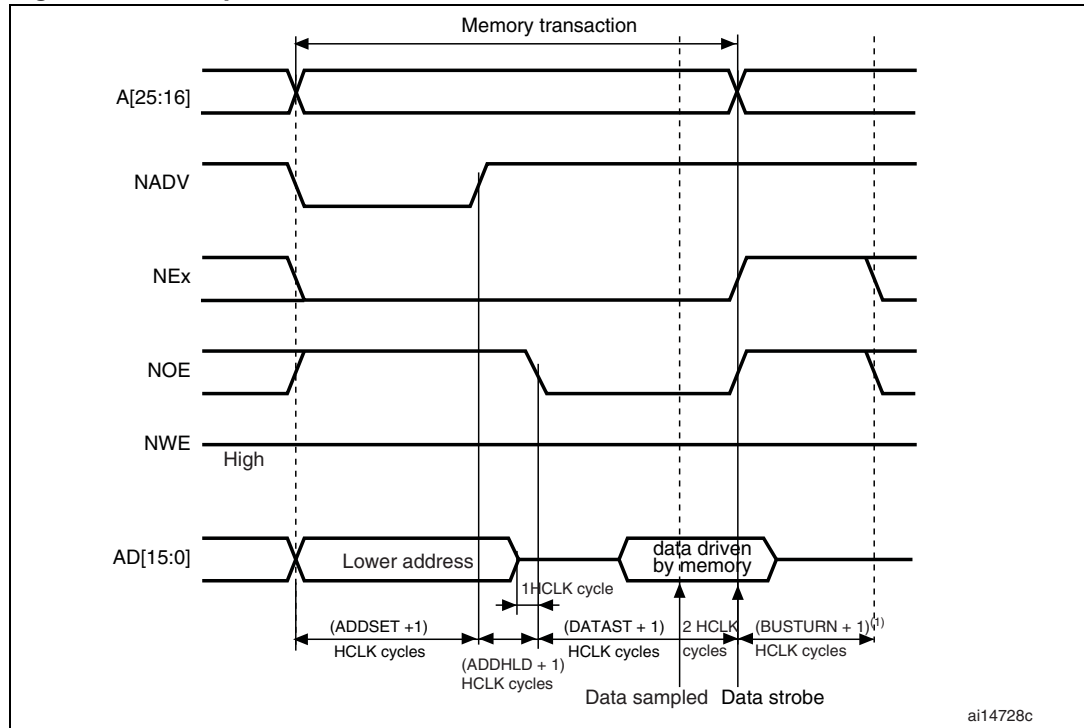 Memory transaction
A[25:16]
NADV
NEx
NOE
NWE
High
AD[15:0]
Lower address
data driven
by memory
1HCLK cycle
(ADDSET +1)
HCLK cycles
(ADDHLD + 1)
HCLK cycles
(DATAST + 1)
HCLK cycles
2 HCLK
cycles
(BUSTURN + 1)(1)
HCLK cycles
Data sampled
Data strobe
ai14728c